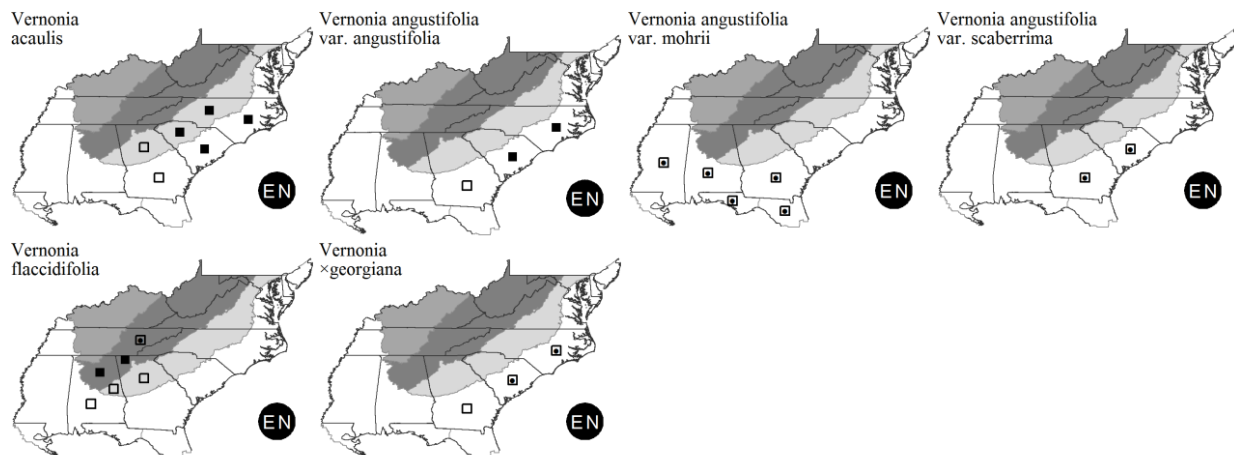 Vernonia
acaulis
EN
Vernonia angustifolia
var. angustifolia
EN
Vernonia angustifolia
var. mohrii
EN
Vernonia angustifolia
var. scaberrima
EN
Vernonia
flaccidifolia
EN
Vernonia
×georgiana
EN